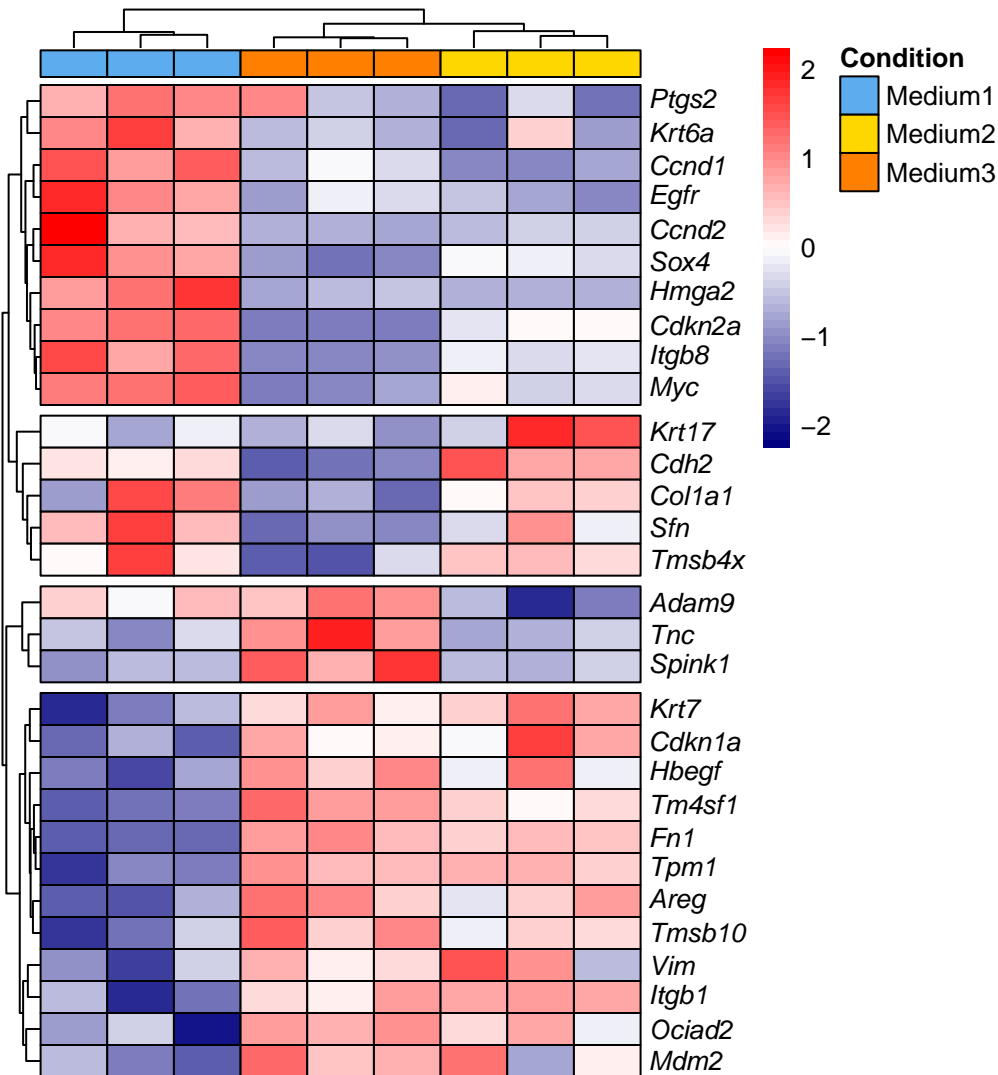 Condition
Medium1
Medium2
Medium3
2
1
0
−1
−2
Ptgs2
Krt6a
Ccnd1
Egfr
Ccnd2
Sox4
Hmga2
Cdkn2a
Itgb8
Myc
Krt17
Cdh2
Col1a1
Sfn
Tmsb4x
Adam9
Tnc
Spink1
Krt7
Cdkn1a
Hbegf
Tm4sf1
Fn1
Tpm1
Areg
Tmsb10
Vim
Itgb1
Ociad2
Mdm2